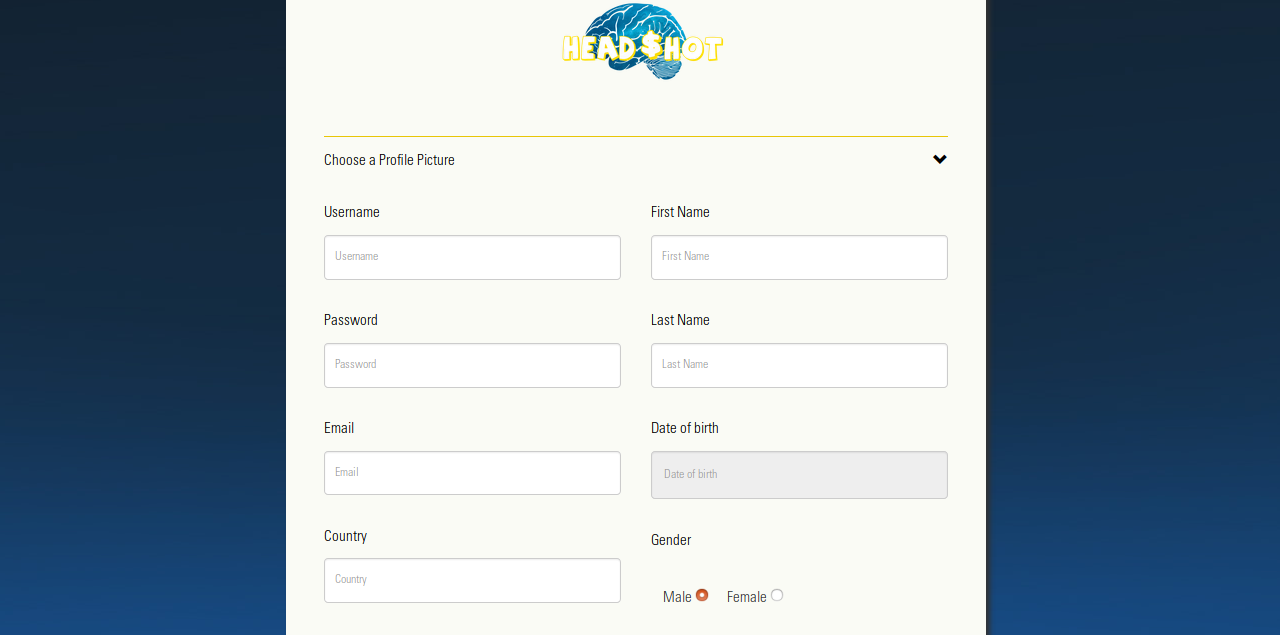 HEAD $HOT
Choose a Profile Picture
Username
First Name
Username
First Name
Password
Last Name
Password
Last Name
Email
Date of birth
Email
Date of birth
Country
Gender
Country
Male Female